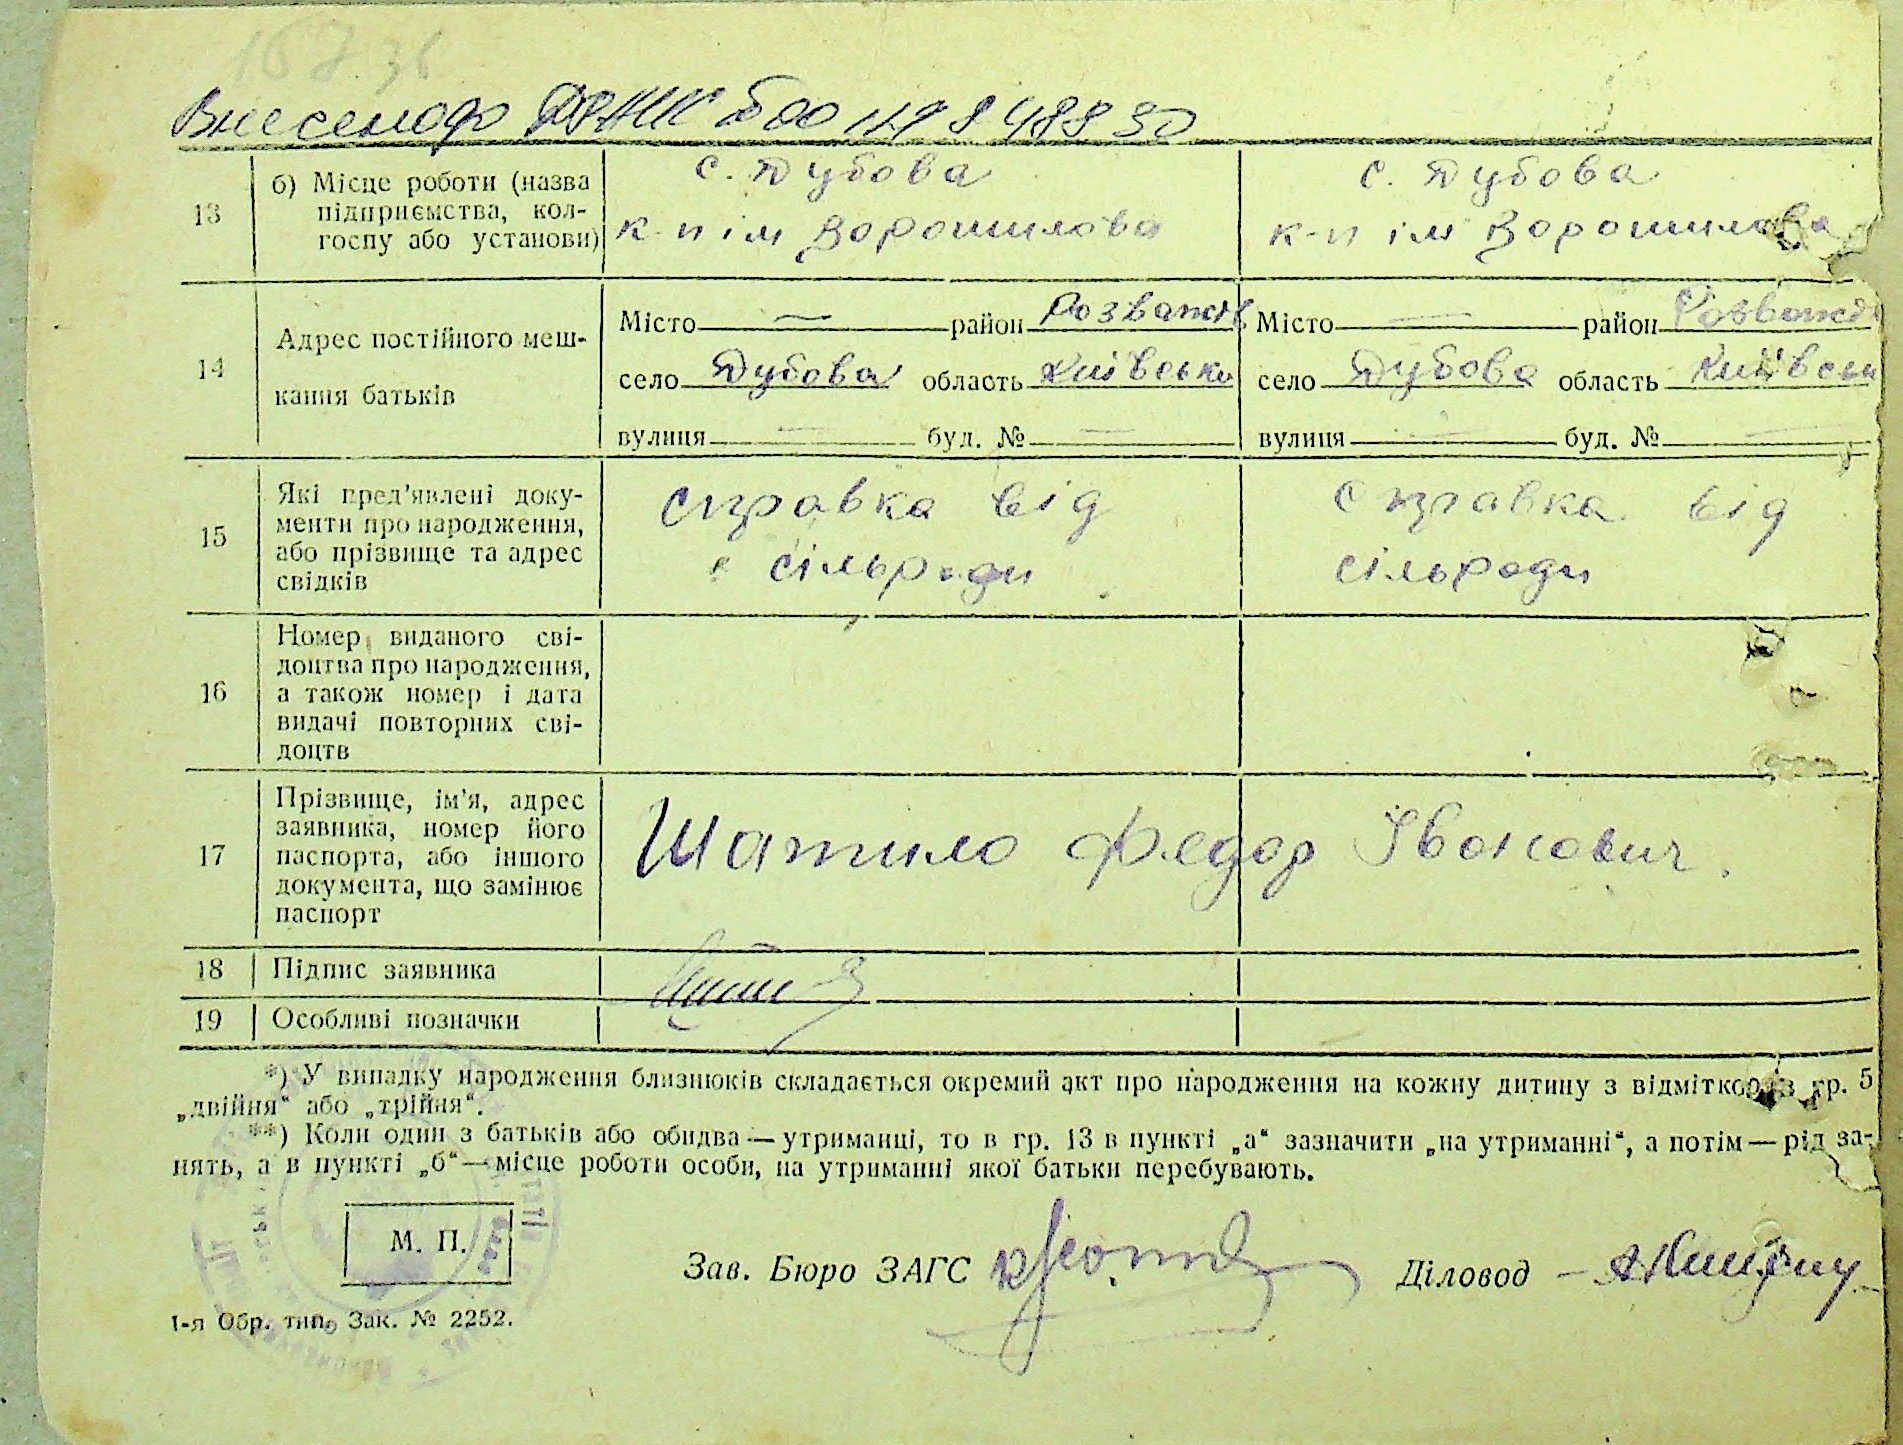 Внесено до ДРАЦС 00119848830
13 б) Місце роботи (назва підприємства, колгоспу або установи)
с. Дубова
к-п ім Ворошилова
с. Дубова
к-п ім Ворошилова
14 Адрес постійного мешкання батьків
Місто — район Розважів
село Дубова область Київська
вулиця — буд. № —
Місто — район Розважів
село Дубова область Київськ
вулиця — буд. № —
15 Які пред'явлені документи про народження, або прізвище та адрес свідків
справка від
сільради
справка від
сільради
16 Номер виданого свідоцтва про народження, а також номер і дата видачі повторних свідоцтв
17 Прізвище, ім'я, адрес заявника, номер його паспорта, або іншого документа, що замінює паспорт
Шатило Федор Іванович.
18 Підпис заявника
19 Особливі позначки
*) У випадку народження близнюків складається окремий акт про народження на кожну дитину з відміткою в гр. 5
„двійня“ або „трійня“.
**) Коли один з батьків або обидва — утриманці, то в гр. 13 в пункті „а“ зазначити „на утриманні“, а потім — рід за-
нять, а в пункті „б“ — місце роботи особи, на утриманні якої батьки перебувають.
М. П.
Зав. Бюро ЗАГС
Діловод
1-я Обр. тип. Зак. № 2252.